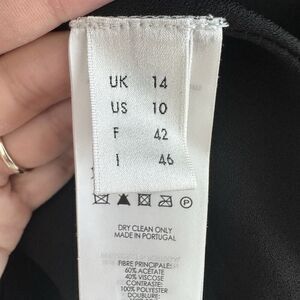 UK 14
US 10
F 42
I 46
P
DRY CLEAN ONLY
MADE IN PORTUGAL
FIBRE PRINCIPALE:
60% ACETATE
40% VISCOSE
CONTRASTE:
100% POLYESTER
DOUBLURE: